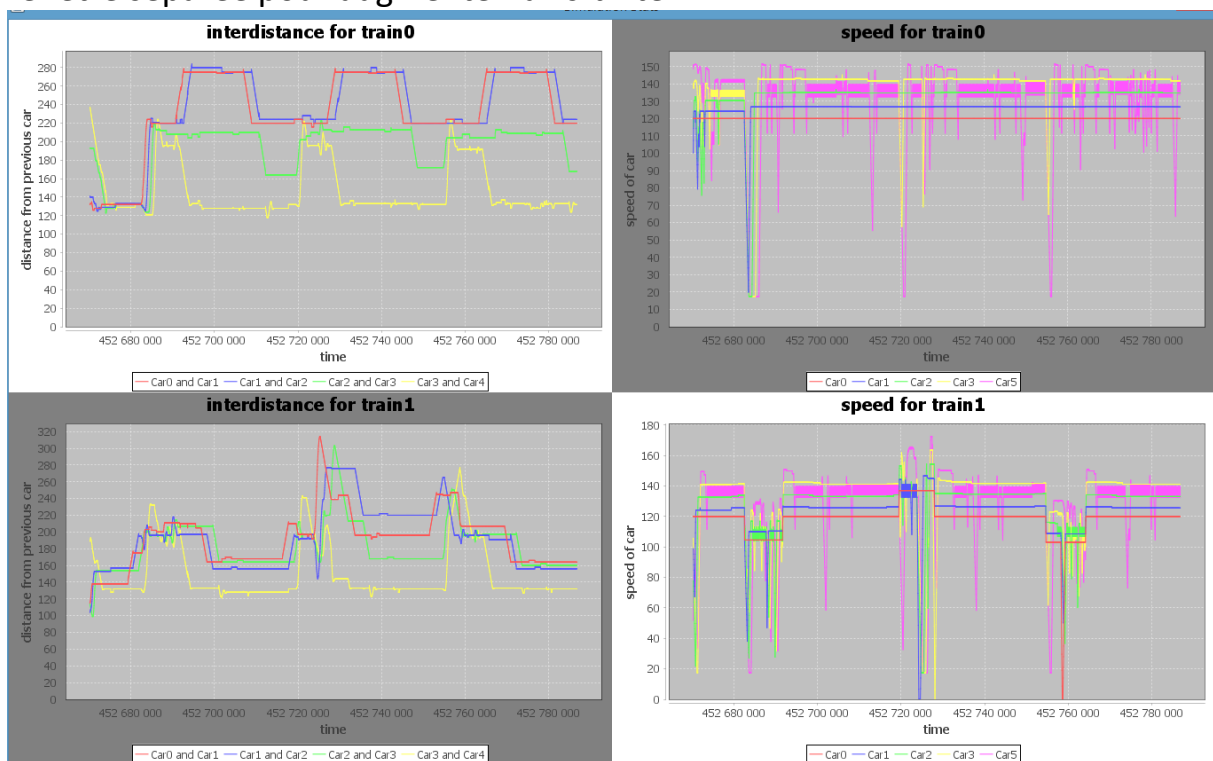 pour augmenter
interdistance for train0
distance from previous car
280
260
240
220
200
180
160
140
120
100
80
60
40
20
0
452 680 000 452 700 000 452 720 000 452 740 000 452 760 000 452 780 000
time
Car0 and Car1 Car1 and Car2 Car2 and Car3 Car3 and Car4
speed for train0
speed of car
150
140
130
120
110
100
90
80
70
60
50
40
30
20
10
0
452 680 000 452 700 000 452 720 000 452 740 000 452 760 000 452 780 000
time
Car0 Car1 Car2 Car3 Car5
interdistance for train1
distance from previous car
320
300
280
260
240
220
200
180
160
140
120
100
80
60
40
20
0
452 680 000 452 700 000 452 720 000 452 740 000 452 760 000 452 780 000
time
Car0 and Car1 Car1 and Car2 Car2 and Car3 Car3 and Car4
speed for train1
speed of car
180
160
140
120
100
80
60
40
20
0
452 680 000 452 700 000 452 720 000 452 740 000 452 760 000 452 780 000
time
Car0 Car1 Car2 Car3 Car5